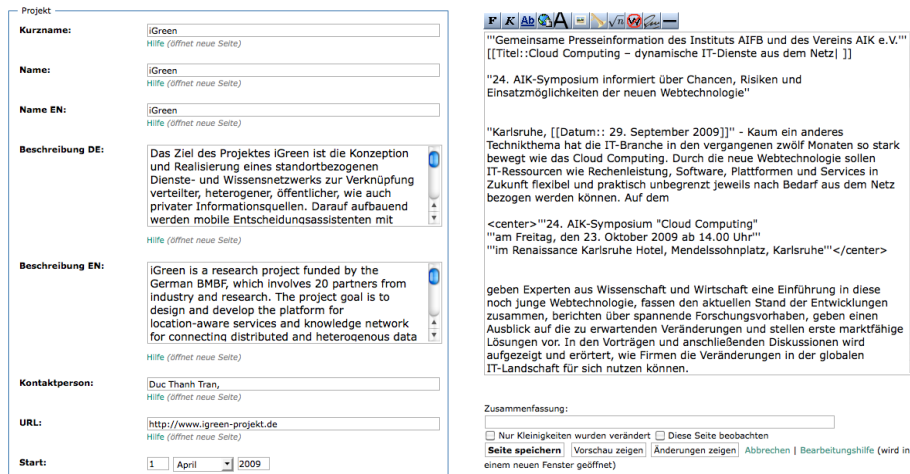 Projekt
Kurzname:
iGreen
Hilfe (öffnet neue Seite)
Name:
iGreen
Hilfe (öffnet neue Seite)
Name EN:
iGreen
Hilfe (öffnet neue Seite)
Beschreibung DE:
Das Ziel des Projektes iGreen ist die Konzeption
und Realisierung eines standortbezogenen
Dienste- und Wissensnetzwerks zur Verknüpfung
verteilter, heterogener, öffentlicher, wie auch
privater Informationsquellen. Darauf aufbauend
werden mobile Entscheidungsassistenten mit
Hilfe (öffnet neue Seite)
Beschreibung EN:
iGreen is a research project funded by the
German BMBF, which involves 20 partners from
industry and research. The project goal is to
design and develop the platform for
location-aware services and knowledge network
for connecting distributed and heterogenous data
Hilfe (öffnet neue Seite)
Kontaktperson:
Duc Thanh Tran,
Hilfe (öffnet neue Seite)
URL:
http://www.igreen-projekt.de
Hilfe (öffnet neue Seite)
Start:
1 April 2009
F K Ab A √n W
'''Gemeinsame Presseinformation des Instituts AIFB und des Vereins AIK e.V.'''
[[Titel::Cloud Computing – dynamische IT-Dienste aus dem Netz| ]]
"24. AIK-Symposium informiert über Chancen, Risiken und
Einsatzmöglichkeiten der neuen Webtechnologie"
"Karlsruhe, [[Datum:: 29. September 2009]]" - Kaum ein anderes
Technikthema hat die IT-Branche in den vergangenen zwölf Monaten so stark
bewegt wie das Cloud Computing. Durch die neue Webtechnologie sollen
IT-Ressourcen wie Rechenleistung, Software, Plattformen und Services in
Zukunft flexibel und praktisch unbegrenzt jeweils nach Bedarf aus dem Netz
bezogen werden können. Auf dem
<center>'''24. AIK-Symposium "Cloud Computing"
'''am Freitag, den 23. Oktober 2009 ab 14.00 Uhr'''
'''im Renaissance Karlsruhe Hotel, Mendelssohnplatz, Karlsruhe'''</center>
geben Experten aus Wissenschaft und Wirtschaft eine Einführung in diese
noch junge Webtechnologie, fassen den aktuellen Stand der Entwicklungen
zusammen, berichten über spannende Forschungsvorhaben, geben einen
Ausblick auf die zu erwartenden Veränderungen und stellen erste marktfähige
Lösungen vor. In den Vorträgen und anschließenden Diskussionen wird
aufgezeigt und erörtert, wie Firmen die Veränderungen in der globalen
IT-Landschaft für sich nutzen können.
Zusammenfassung:
Nur Kleinigkeiten wurden verändert Diese Seite beobachten
Seite speichern Vorschau zeigen Änderungen zeigen Abbrechen | Bearbeitungshilfe (wird in
einem neuen Fenster geöffnet)